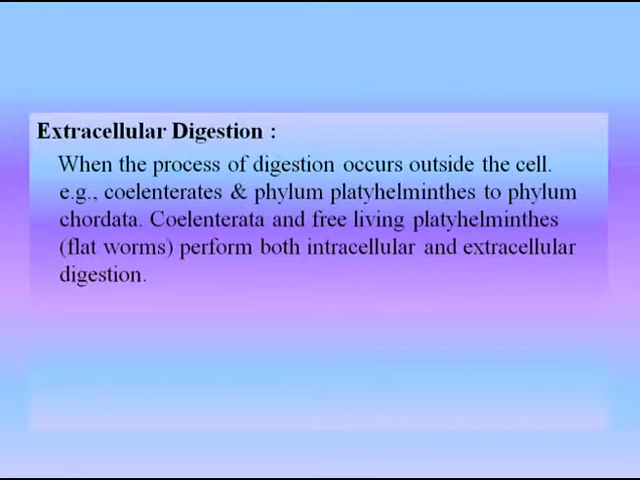 Extracellular Digestion :
When the process of digestion occurs outside the cell.
e.g., coelenterates & phylum platyhelminthes to phylum
chordata. Coelenterata and free living platyhelminthes
(flat worms) perform both intracellular and extracellular
digestion.